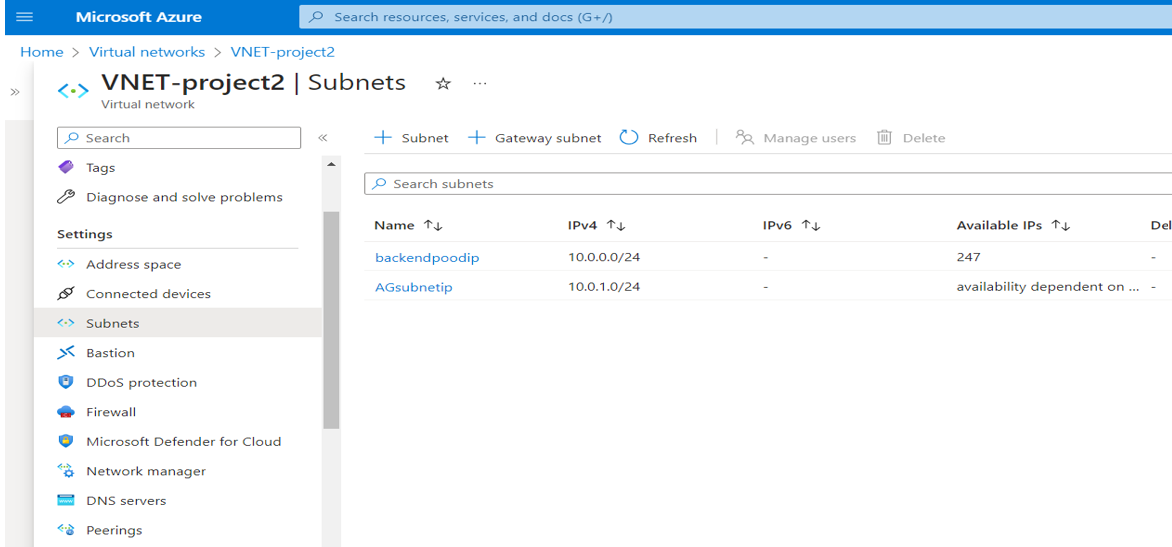 Microsoft Azure
Search resources, services, and docs (G+/)
Home > Virtual networks > VNET-project2
VNET-project2 | Subnets
Virtual network
Search
Tags
Diagnose and solve problems
Settings
Address space
Connected devices
Subnets
Bastion
DDoS protection
Firewall
Microsoft Defender for Cloud
Network manager
DNS servers
Peerings
+ Subnet + Gateway subnet Refresh Manage users Delete
Search subnets
Name ↑↓ IPv4 ↑↓ IPv6 ↑↓ Available IPs ↑↓ Del
backendpoodip 10.0.0.0/24 - 247 -
AGsubnetip 10.0.1.0/24 - availability dependent on ... -